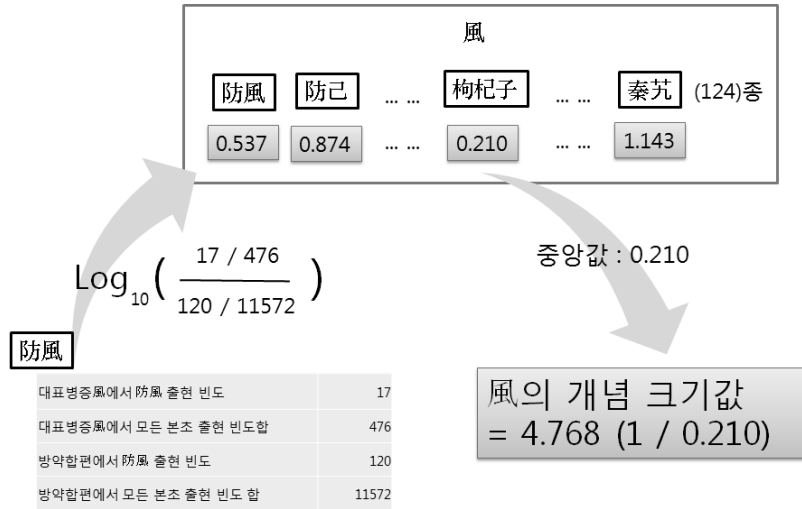 風
防風 防己 ... ... 枸杞子 ... ... 秦艽 (124)종
0.537 0.874 ... ... 0.210 ... ... 1.143
Log10( 17 / 476 / 120 / 11572 )
중앙값 : 0.210
防風
대표병증風에서 防風 출현 빈도 17
대표병증風에서 모든 본초 출현 빈도합 476
방약합편에서 防風 출현 빈도 120
방약합편에서 모든 본초 출현 빈도 합 11572
風의 개념 크기값
= 4.768 (1 / 0.210)